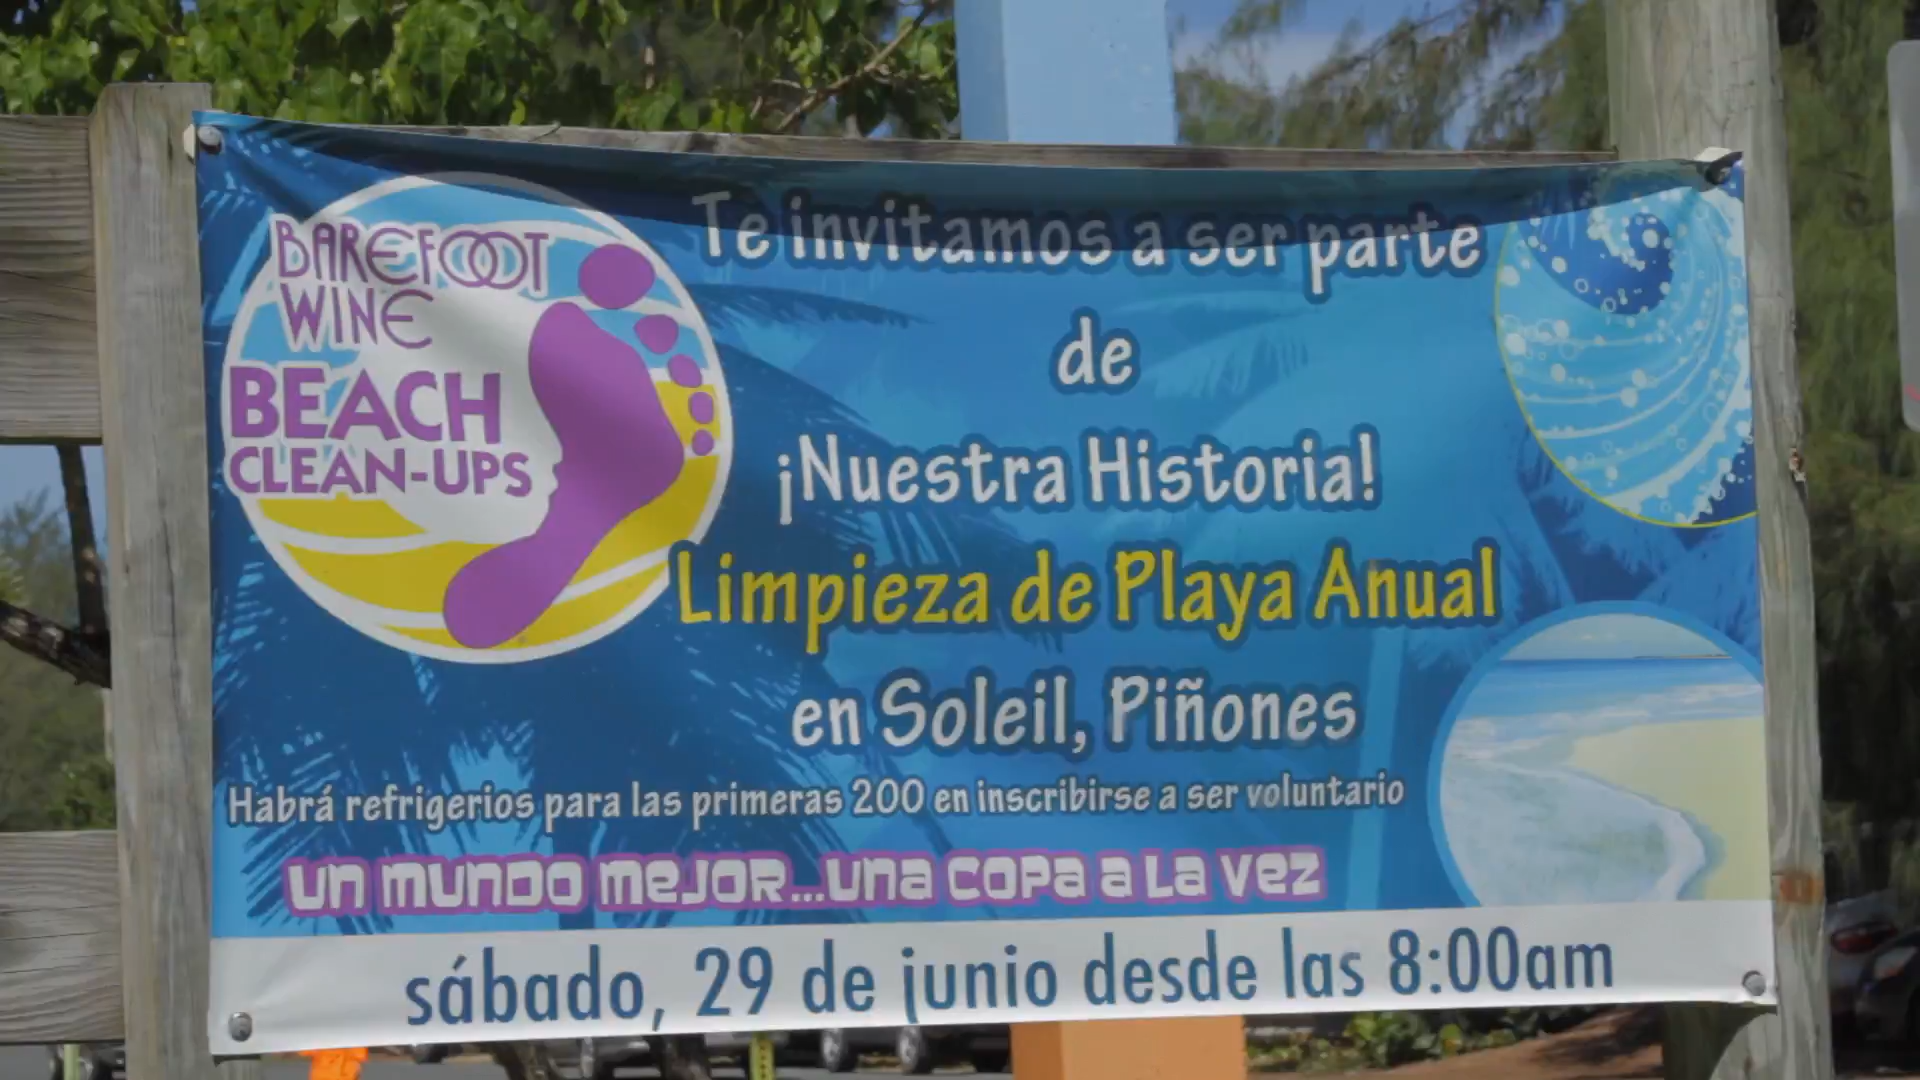 BAREFOOT
WINE
BEACH
CLEAN-UPS
Te invitamos a ser parte
de
¡Nuestra Historia!
Limpieza de Playa Anual
en Soleil, Piñones
Habrá refrigerios para las primeras 200 en inscribirse a ser voluntario
un mundo mejor...una copa a la vez
sábado, 29 de junio desde las 8:00am